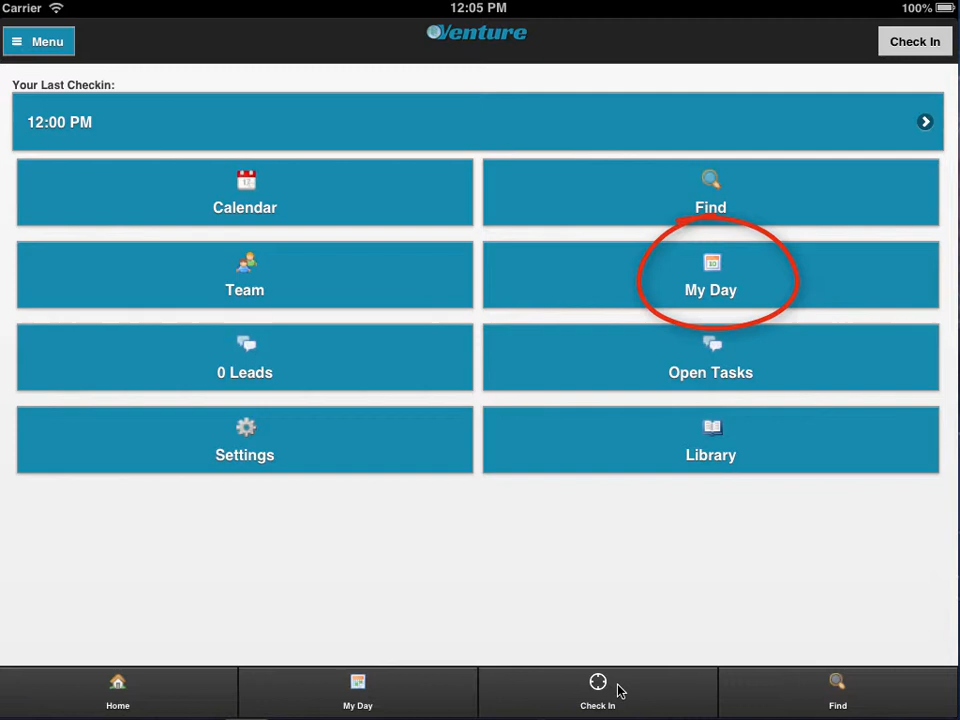 Carrier 12:05 PM 100%
Menu Venture Check In
Your Last Checkin:
12:00 PM
Calendar Find
Team My Day
0 Leads Open Tasks
Settings Library
Home My Day Check In Find